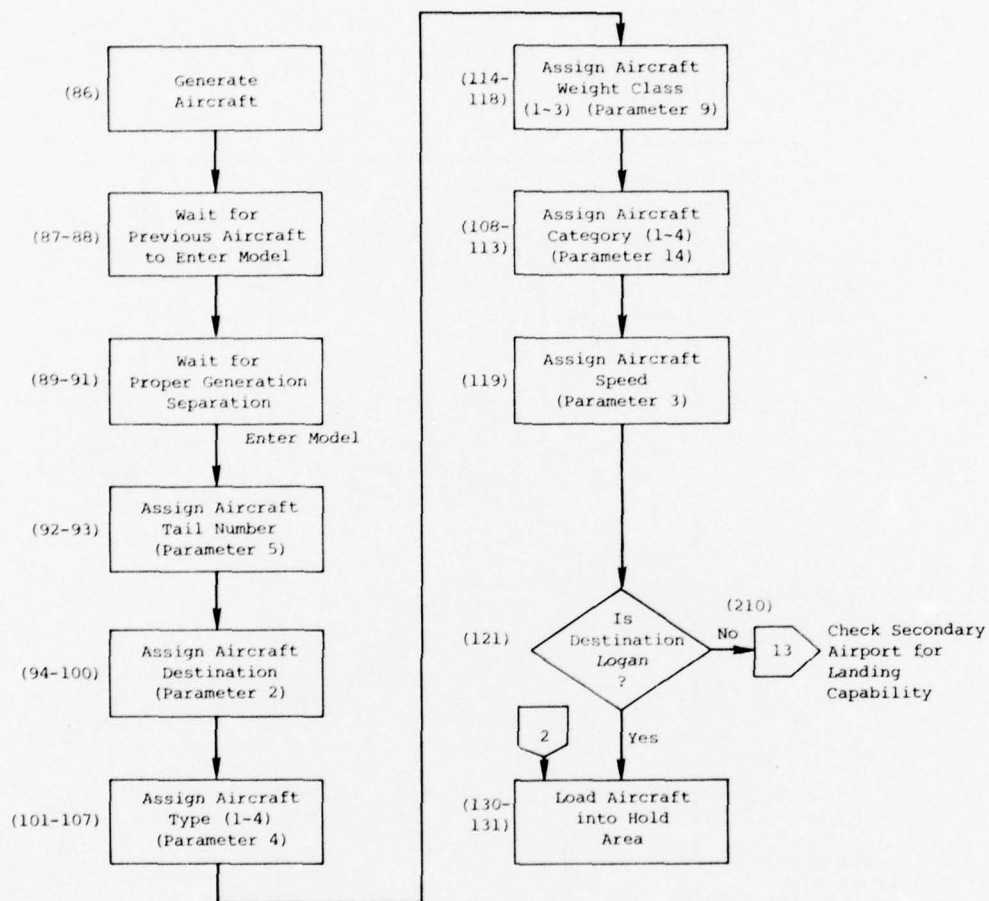 (86)
Generate
Aircraft
(87-88)
Wait for
Previous Aircraft
to Enter Model
(89-91)
Wait for
Proper Generation
Separation
Enter Model
(92-93)
Assign Aircraft
Tail Number
(Parameter 5)
(94-100)
Assign Aircraft
Destination
(Parameter 2)
(101-107)
Assign Aircraft
Type (1-4)
(Parameter 4)
(114-
118)
Assign Aircraft
Weight Class
(1~3) (Parameter 9)
(108-
113)
Assign Aircraft
Category (1~4)
(Parameter 14)
(119)
Assign Aircraft
Speed
(Parameter 3)
(121)
Is
Destination
Logan
?
No
(210)
13
Check Secondary
Airport for
Landing
Capability
Yes
2
(130-
131)
Load Aircraft
into Hold
Area